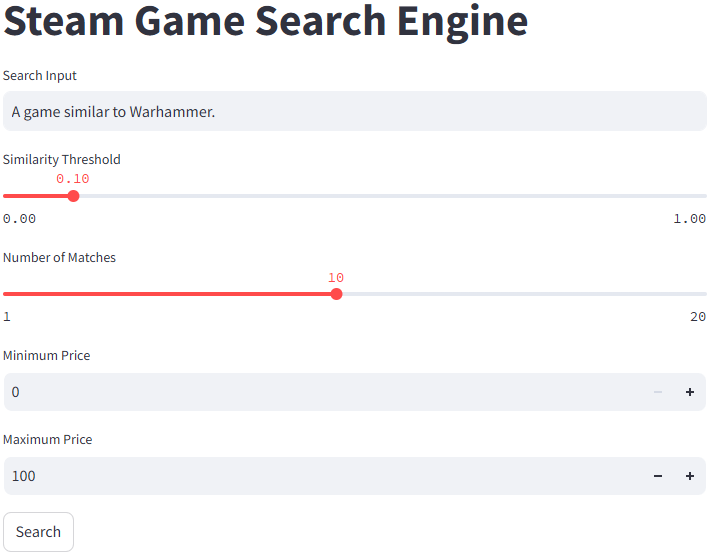 Steam Game Search Engine
Search Input
A game similar to Warhammer.
Similarity Threshold
0.10
0.00 1.00
Number of Matches
10
1 20
Minimum Price
0 − +
Maximum Price
100 − +
Search